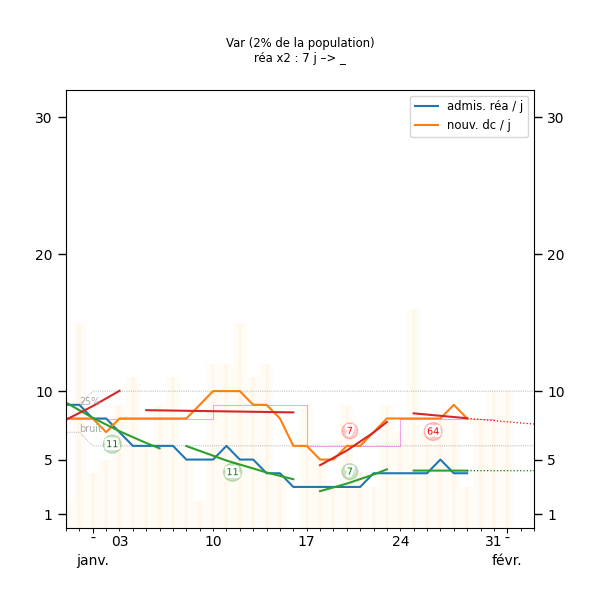 Var (2% de la population)
réa x2 : 7 j –> _
admis. réa / j
nouv. dc / j
30 30
20 20
10 10
25%
bruit
5 5
1 1
11
11
7
7
64
03 10 17 24 31
janv. févr.